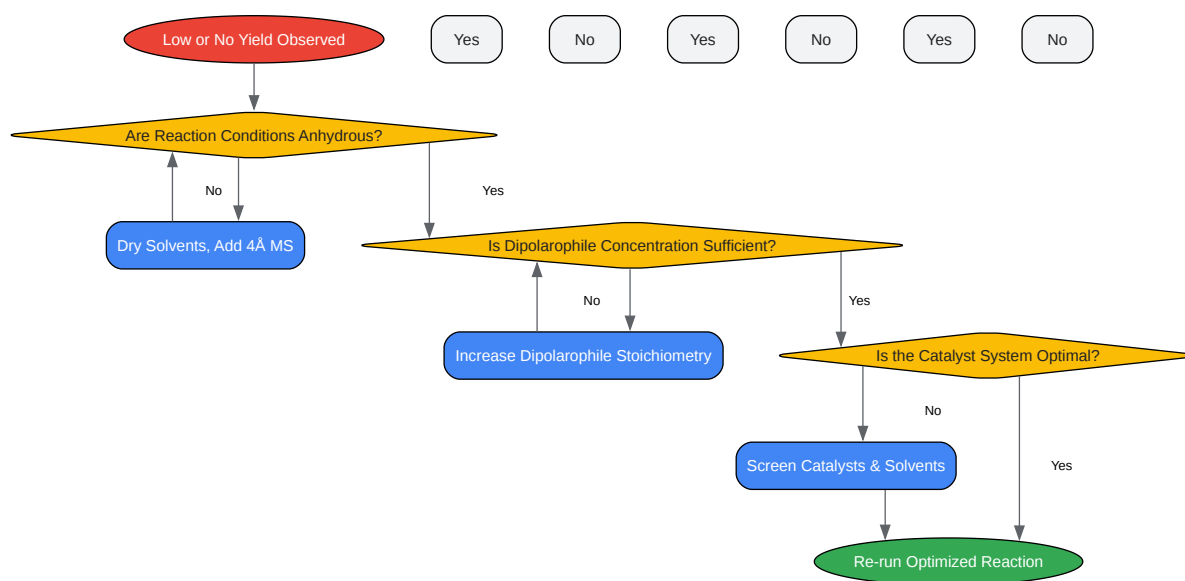 Low or No Yield Observed
Yes
No
Yes
No
Yes
No
Are Reaction Conditions Anhydrous?
No
Yes
Dry Solvents, Add 4Å MS
Is Dipolarophile Concentration Sufficient?
No
Yes
Increase Dipolarophile Stoichiometry
Is the Catalyst System Optimal?
No
Screen Catalysts & Solvents
Yes
Re-run Optimized Reaction